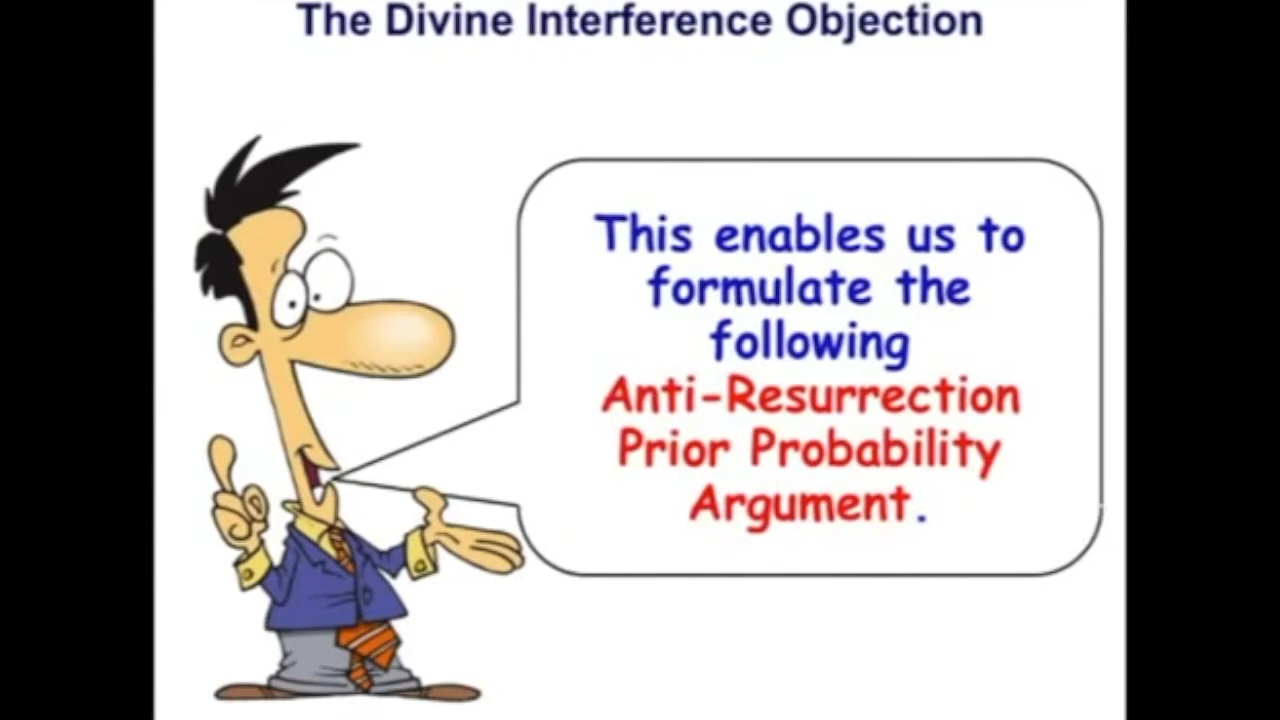 The Divine Interference Objection
This enables us to
formulate the
following
Anti-Resurrection
Prior Probability
Argument.